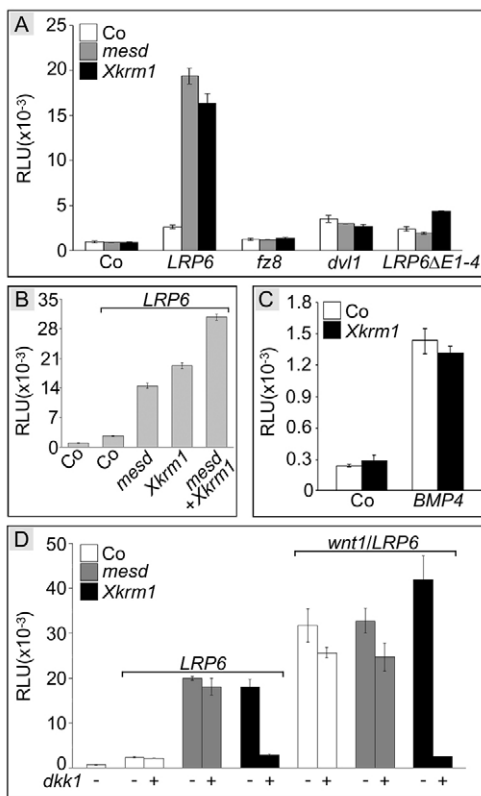 A
Co
mesd
Xkrm1
RLU(x10⁻³)
25
20
15
10
5
0
Co LRP6 fz8 dvl1 LRP6ΔE1-4
B
LRP6
RLU(x10⁻³)
35
28
21
14
7
0
Co Co mesd Xkrm1 mesd
+Xkrm1
C
Co
Xkrm1
RLU(x10⁻³)
1.8
1.5
1.2
0.9
0.6
0.3
0
Co BMP4
D
Co
mesd
Xkrm1
wnt1/LRP6
LRP6
RLU(x10⁻³)
50
40
30
20
10
0
dkk1 - - + - + - + - + - + - +